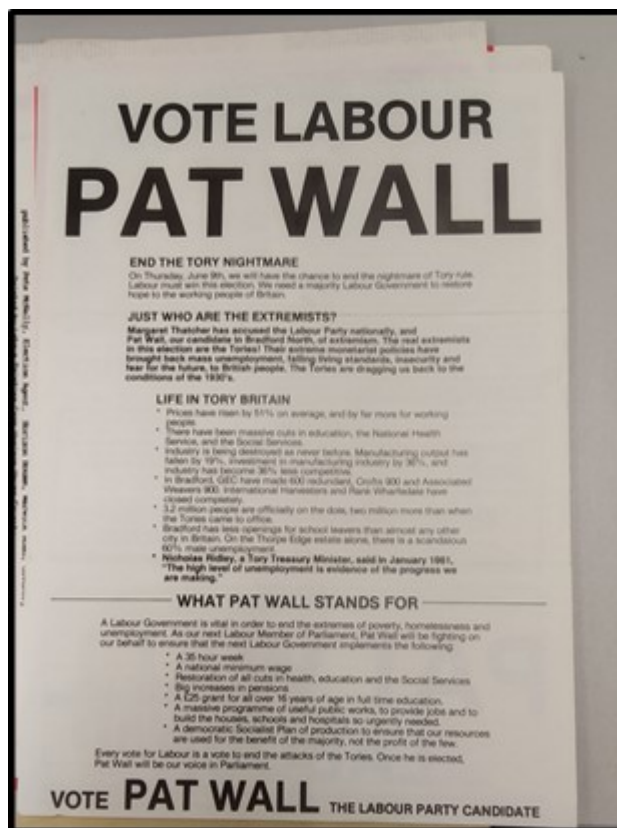 VOTE LABOUR
PAT WALL
END THE TORY NIGHTMARE
On Thursday, June 9th, we will have the chance to end the nightmare of Tory rule.
Labour must win this election. We need a majority Labour Government to restore
hope to the working people of Britain.
JUST WHO ARE THE EXTREMISTS?
Margaret Thatcher has accused the Labour Party nationally, and
Pat Wall, our candidate in Bradford North, of extremism. The real extremists
in this election are the Tories! Their extreme monetarist policies have
brought back mass unemployment, falling living standards, insecurity and
fear for the future, to British people. The Tories are dragging us back to the
conditions of the 1930's.
LIFE IN TORY BRITAIN
* Prices have risen by 51% on average, and by far more for working
people.
* There have been massive cuts in education, the National Health
Service, and the Social Services.
* Industry is being destroyed as never before. Manufacturing output has
fallen by 19%, investment in manufacturing industry by 36%, and
industry has become 36% less competitive.
* In Bradford, GEC have made 600 redundant, Crofts 900 and Associated
Weavers 900. International Harvesters and Rank Wharfedale have
closed completely.
* 3.2 million people are officially on the dole, two million more than when
the Tories came to office.
* Bradford has less openings for school leavers than almost any other
city in Britain. On the Thorpe Edge estate alone, there is a scandalous
60% male unemployment.
* Nicholas Ridley, a Tory Treasury Minister, said in January 1981,
"The high level of unemployment is evidence of the progress we
are making."
WHAT PAT WALL STANDS FOR
A Labour Government is vital in order to end the extremes of poverty, homelessness and
unemployment. As our next Labour Member of Parliament, Pat Wall will be fighting on
our behalf to ensure that the next Labour Government implements the following:
* A 35 hour week
* A national minimum wage
* Restoration of all cuts in health, education and the Social Services
* Big increases in pensions
* A £25 grant for all over 16 years of age in full time education.
* A massive programme of useful public works, to provide jobs and to
build the houses, schools and hospitals so urgently needed.
* A democratic Socialist Plan of production to ensure that our resources
are used for the benefit of the majority, not the profit of the few.
Every vote for Labour is a vote to end the attacks of the Tories. Once he is elected,
Pat Wall will be our voice in Parliament.
VOTE PAT WALL THE LABOUR PARTY CANDIDATE
published by Pete McNally, Election Agent,